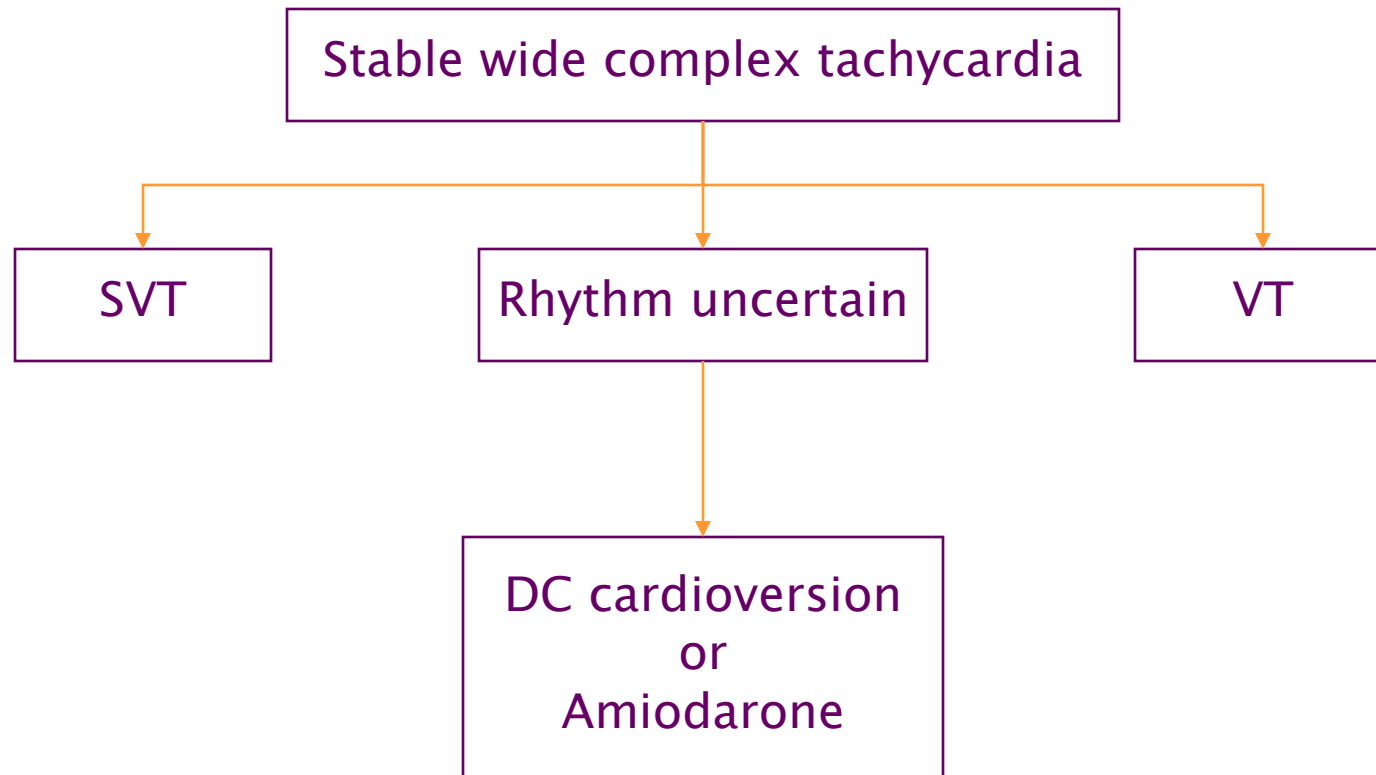 Stable wide complex tachycardia
SVT
Rhythm uncertain
VT
DC cardioversion
or
Amiodarone